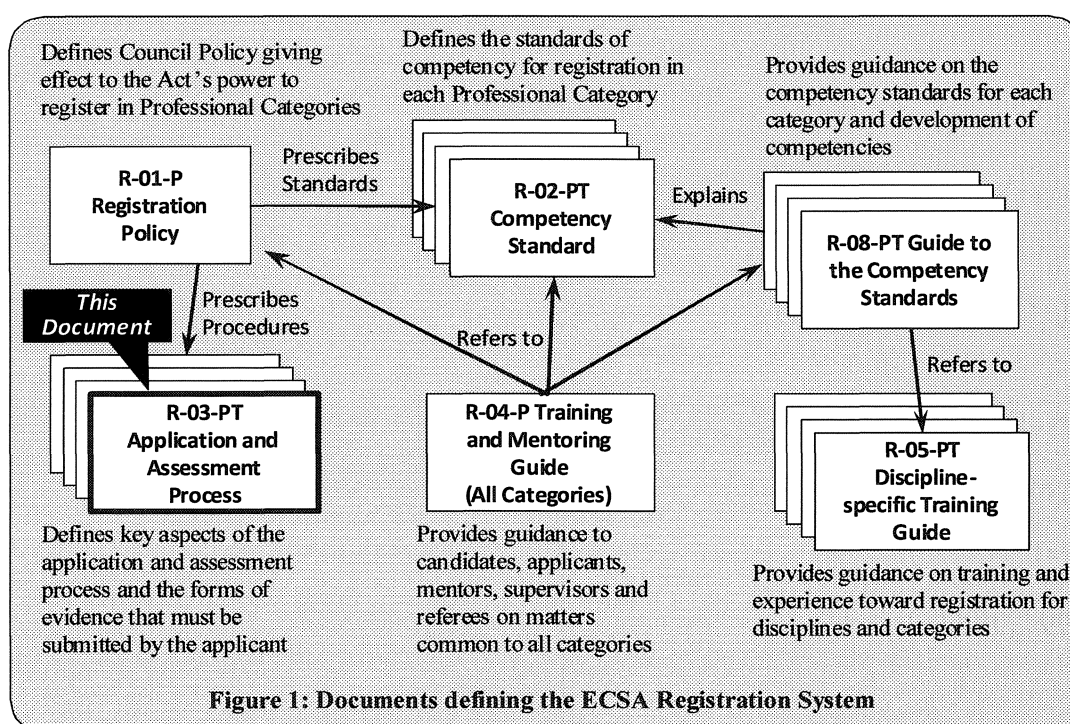 Defines Council Policy giving
effect to the Act's power to
register in Professional Categories
Defines the standards of
competency for registration in
each Professional Category
Provides guidance on the
competency standards for each
category and development of
competencies
R-01-P
Registration
Policy
Prescribes
Standards
R-02-PT
Competency
Standard
Explains
R-08-PT Guide to
the Competency
Standards
This
Document
Prescribes
Procedures
Refers to
Refers to
R-03-PT
Application and
Assessment
Process
R-04-P Training
and Mentoring
Guide
(All Categories)
R-05-PT
Discipline-
specific Training
Guide
Defines key aspects of the
application and assessment
process and the forms of
evidence that must be
submitted by the applicant
Provides guidance to
candidates, applicants,
mentors, supervisors and
referees on matters
common to all categories
Provides guidance on training and
experience toward registration for
disciplines and categories
Figure 1: Documents defining the ECSA Registration System